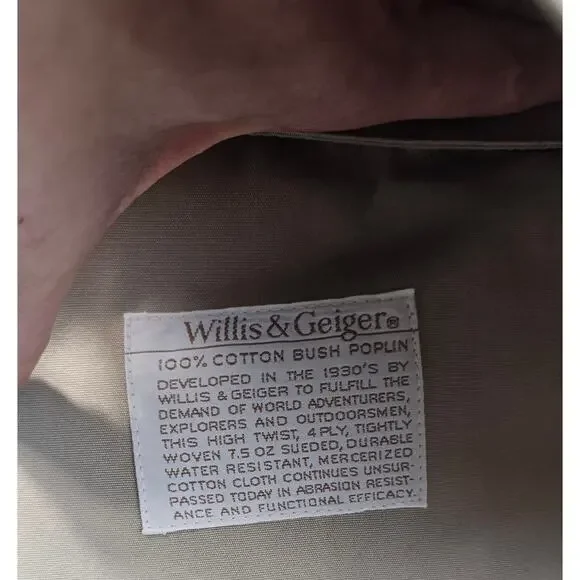 Willis & Geiger®
100% COTTON BUSH POPLIN
DEVELOPED IN THE 1930'S BY
WILLIS & GEIGER TO FULFILL THE
DEMAND OF WORLD ADVENTURERS,
EXPLORERS AND OUTDOORSMEN,
THIS HIGH TWIST, 4 PLY, TIGHTLY
WOVEN 7.5 OZ SUEDED, DURABLE
WATER RESISTANT, MERCERIZED
COTTON CLOTH CONTINUES UNSUR-
PASSED TODAY IN ABRASION RESIST-
ANCE AND FUNCTIONAL EFFICACY.